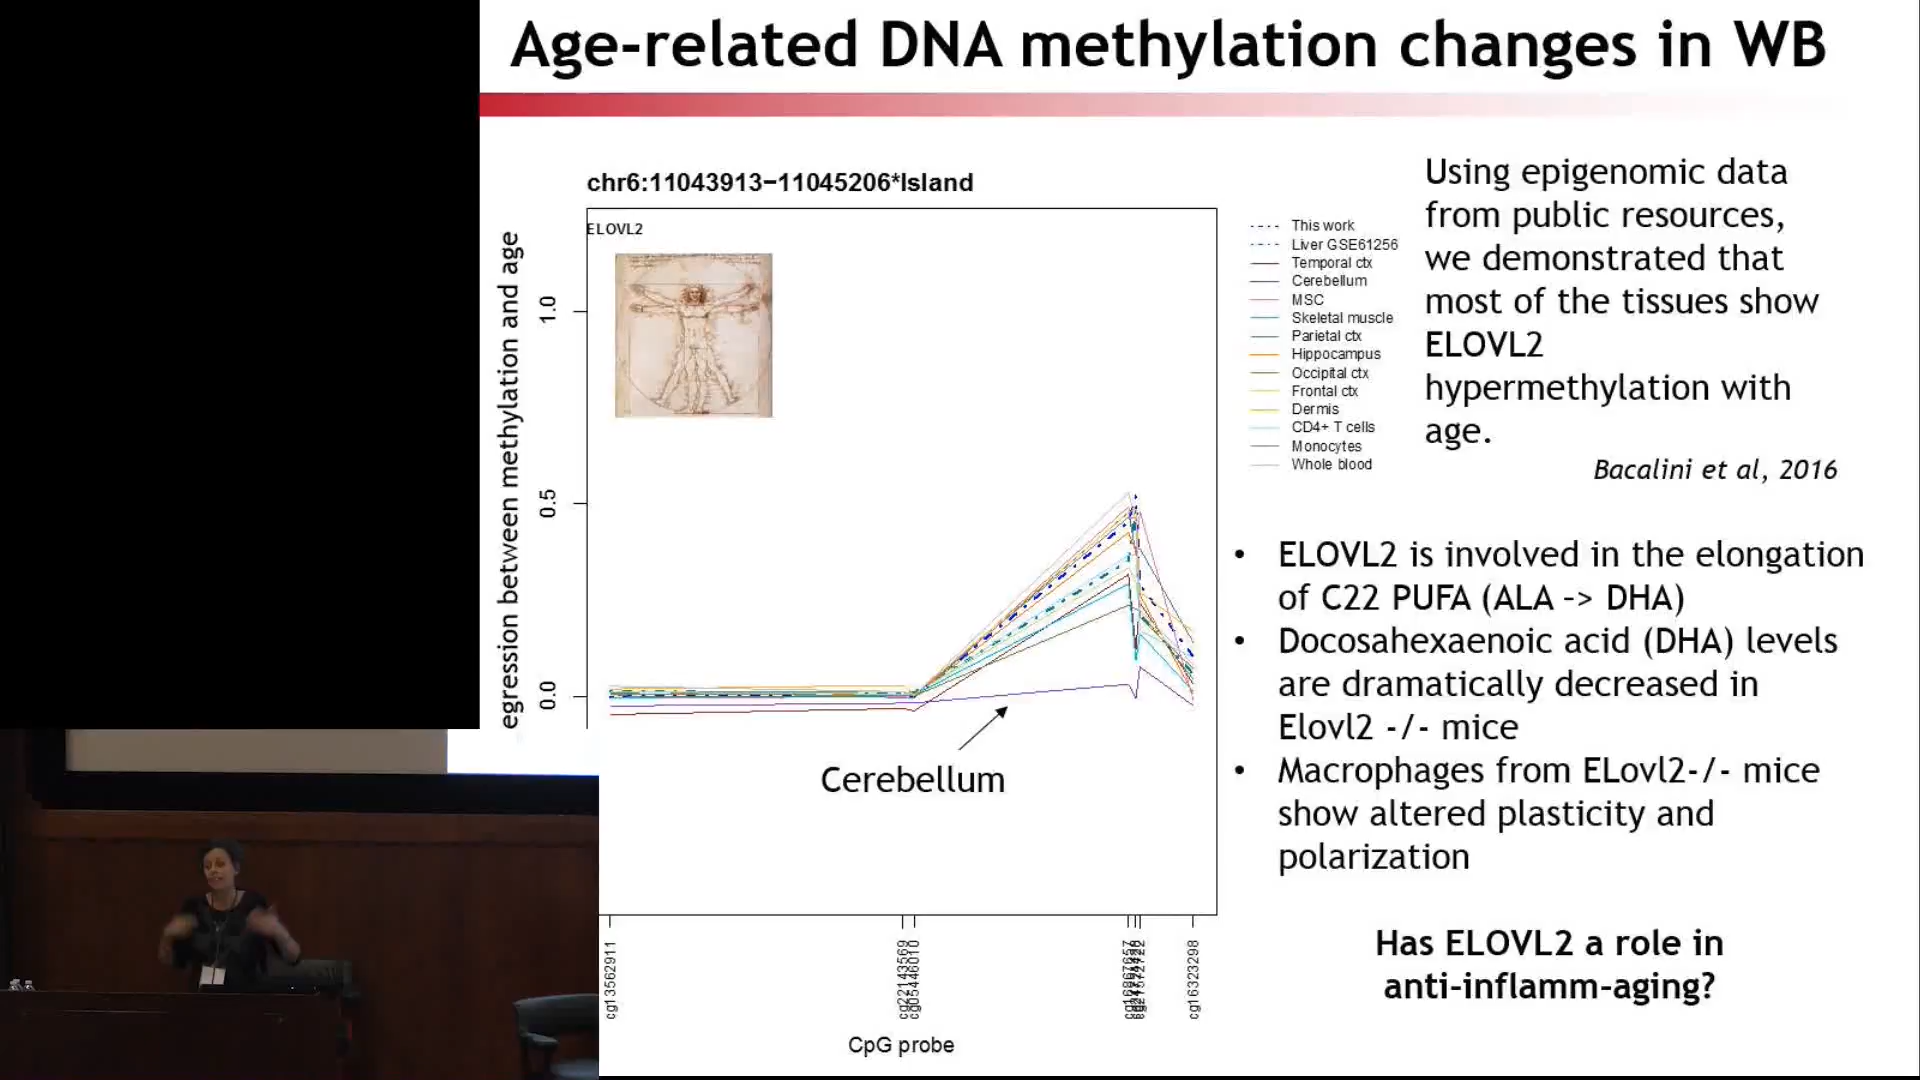 Age-related DNA methylation changes in WB
chr6:11043913-11045206*Island
ELOVL2
egression between methylation and age
1.0
0.5
0.0
This work
Liver GSE61256
Temporal ctx
Cerebellum
MSC
Skeletal muscle
Parietal ctx
Hippocampus
Occipital ctx
Frontal ctx
Dermis
CD4+ T cells
Monocytes
Whole blood
Cerebellum
cg13562911
cg22143569
cg05446010
cg16867657
cg16323298
CpG probe
Using epigenomic data
from public resources,
we demonstrated that
most of the tissues show
ELOVL2
hypermethylation with
age.
Bacalini et al, 2016
• ELOVL2 is involved in the elongation
of C22 PUFA (ALA -> DHA)
• Docosahexaenoic acid (DHA) levels
are dramatically decreased in
Elovl2 -/- mice
• Macrophages from ELovl2-/- mice
show altered plasticity and
polarization
Has ELOVL2 a role in
anti-inflamm-aging?